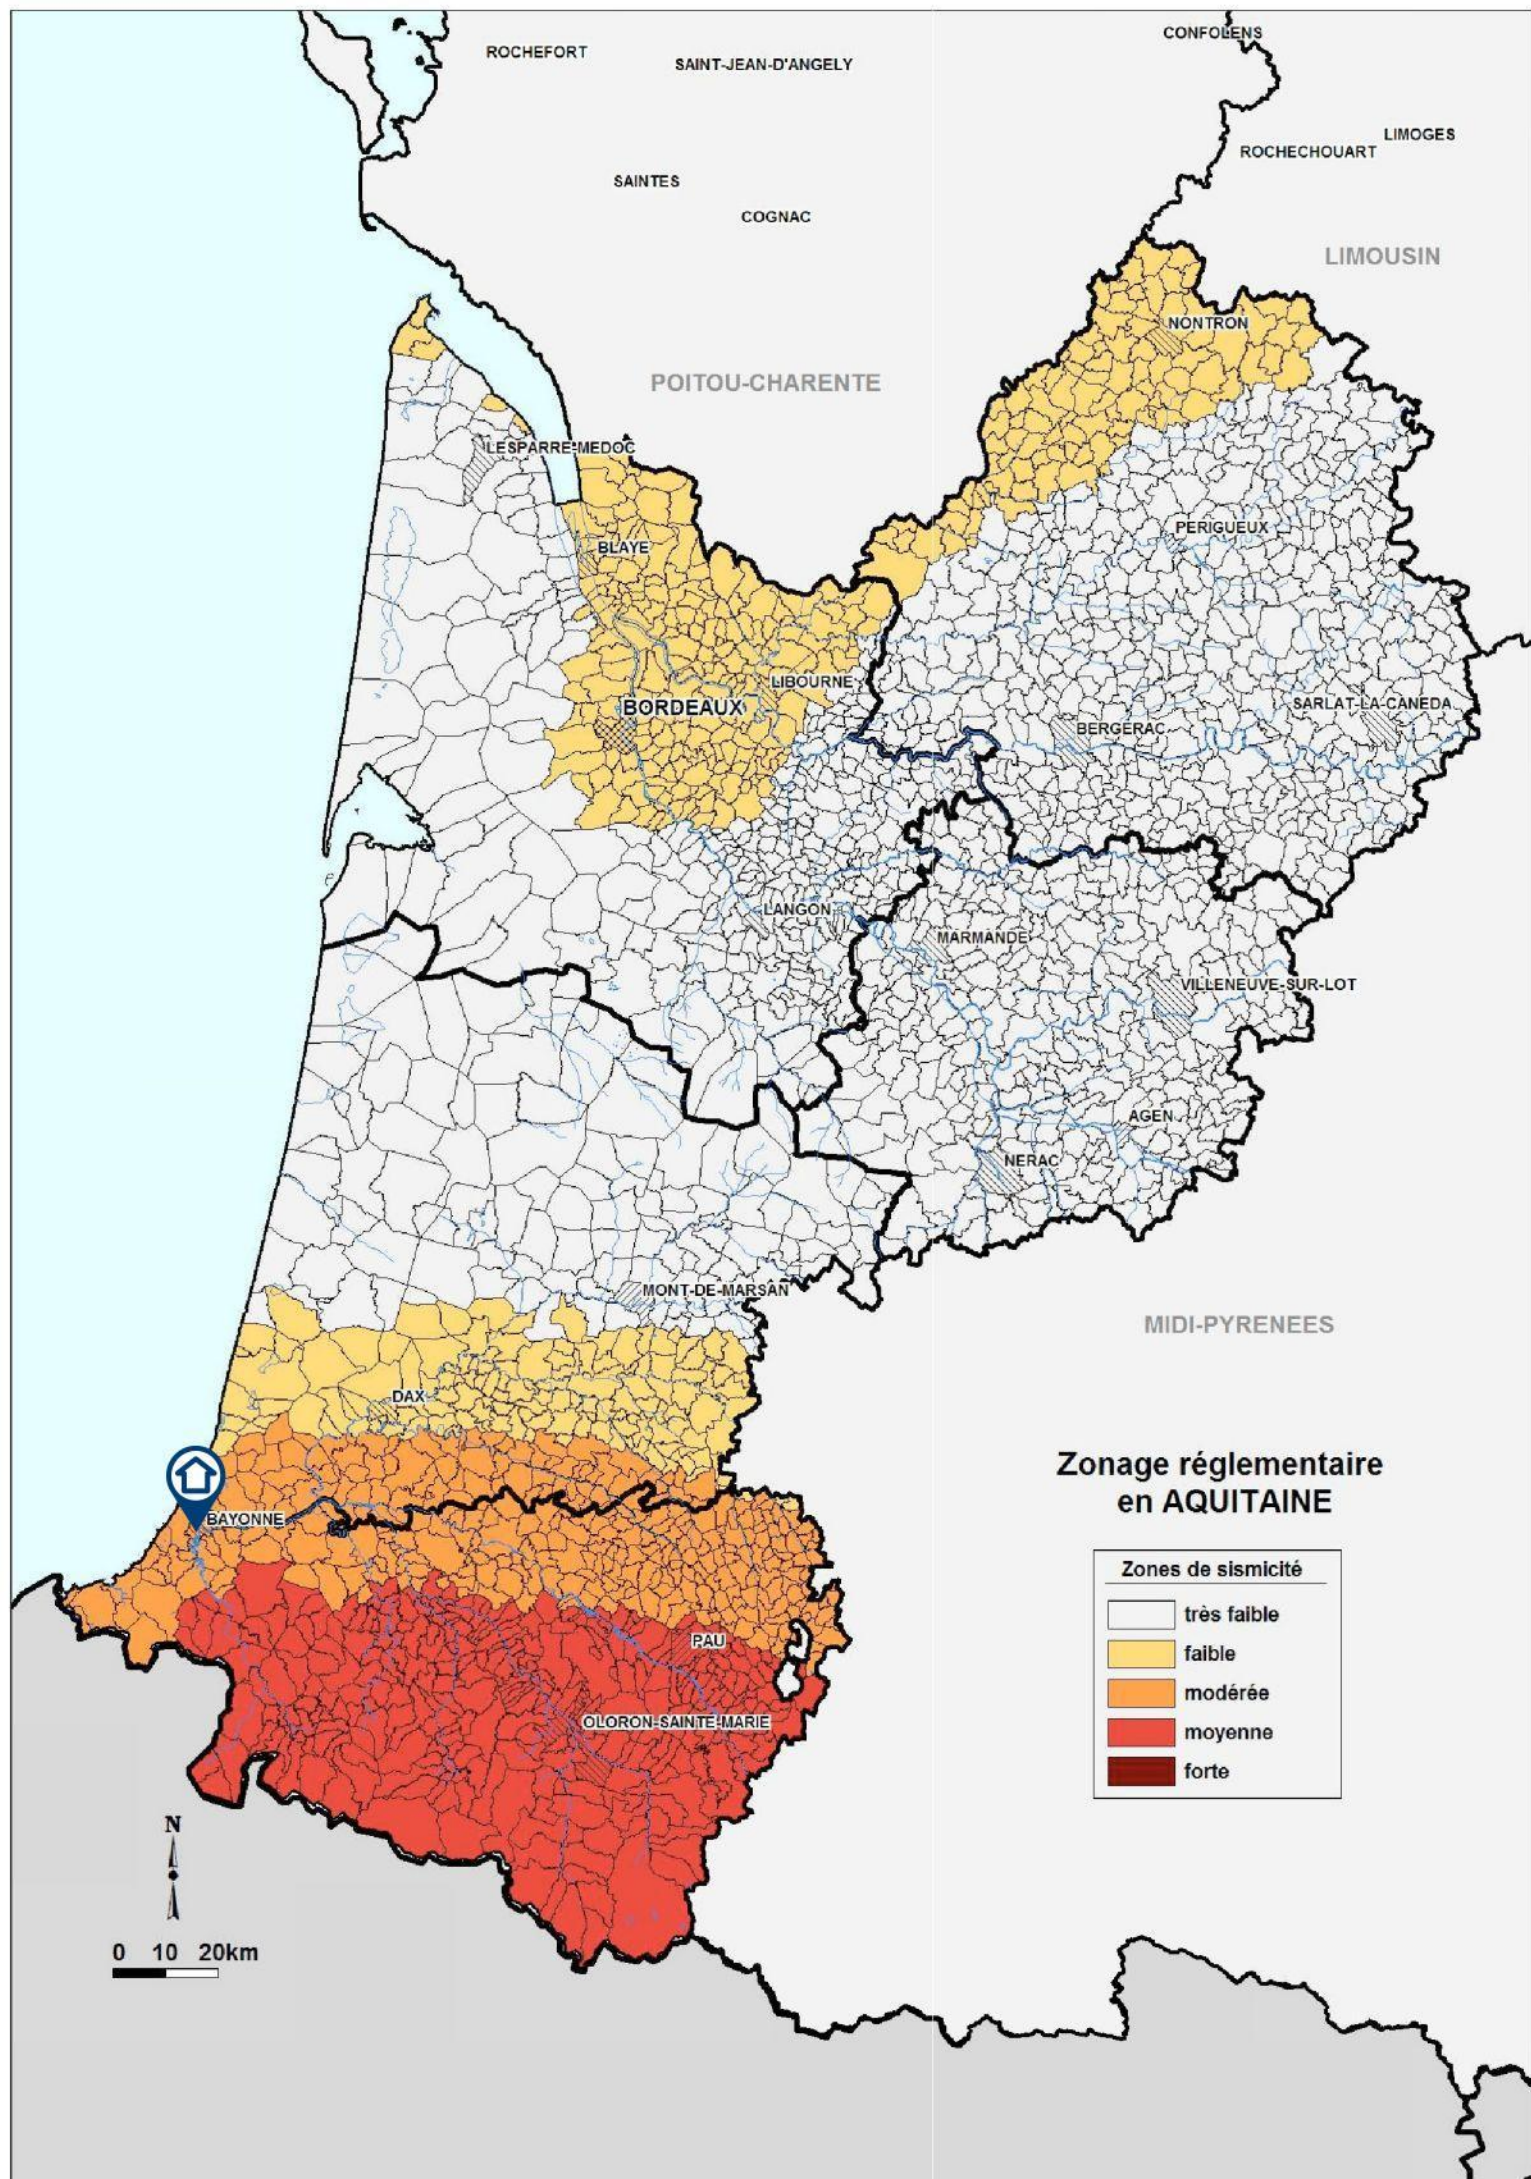 CONFOLENS
ROCHEFORT
SAINT-JEAN-D'ANGELY
LIMOGES
ROCHECHOUART
SAINTES
COGNAC
LIMOUSIN
NONTRON
POITOU-CHARENTE
LESPARRE-MEDOC
PERIGUEUX
BLAYE
LIBOURNE
BORDEAUX
SARLAT-LA-CANEDA
BERGERAC
LANGON
MARMANDE
VILLENEUVE-SUR-LOT
AGEN
NERAC
MONT-DE-MARSAN
MIDI-PYRENEES
DAX
Zonage réglementaire
en AQUITAINE
BAYONNE
Zones de sismicité
très faible
faible
modérée
moyenne
forte
PAU
OLORON-SAINTE-MARIE
N
0 10 20km